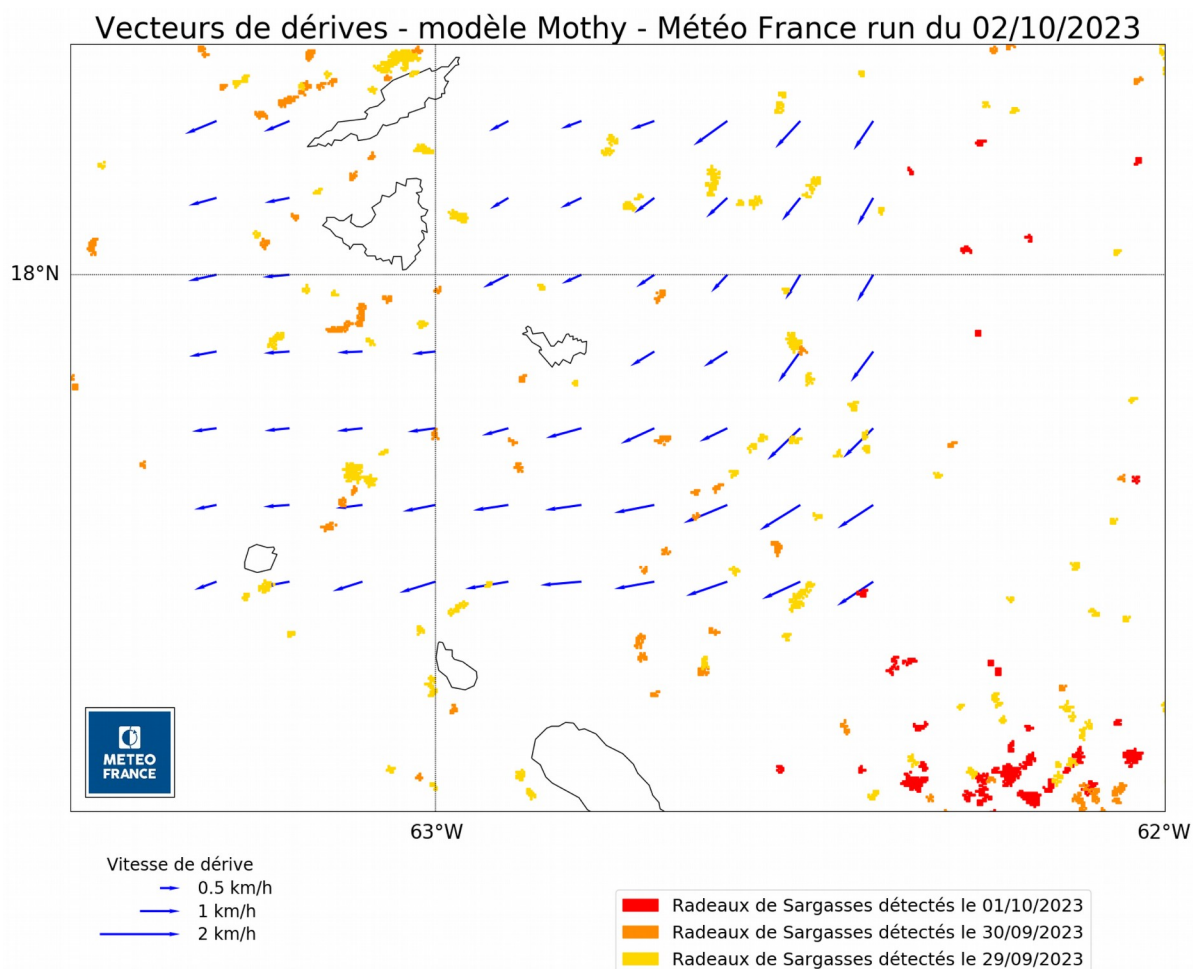 Vecteurs de dérives - modèle Mothy - Météo France run du 02/10/2023
18°N
METEO
FRANCE
63°W
62°W
Vitesse de dérive
0.5 km/h
1 km/h
2 km/h
Radeaux de Sargasses détectés le 01/10/2023
Radeaux de Sargasses détectés le 30/09/2023
Radeaux de Sargasses détectés le 29/09/2023